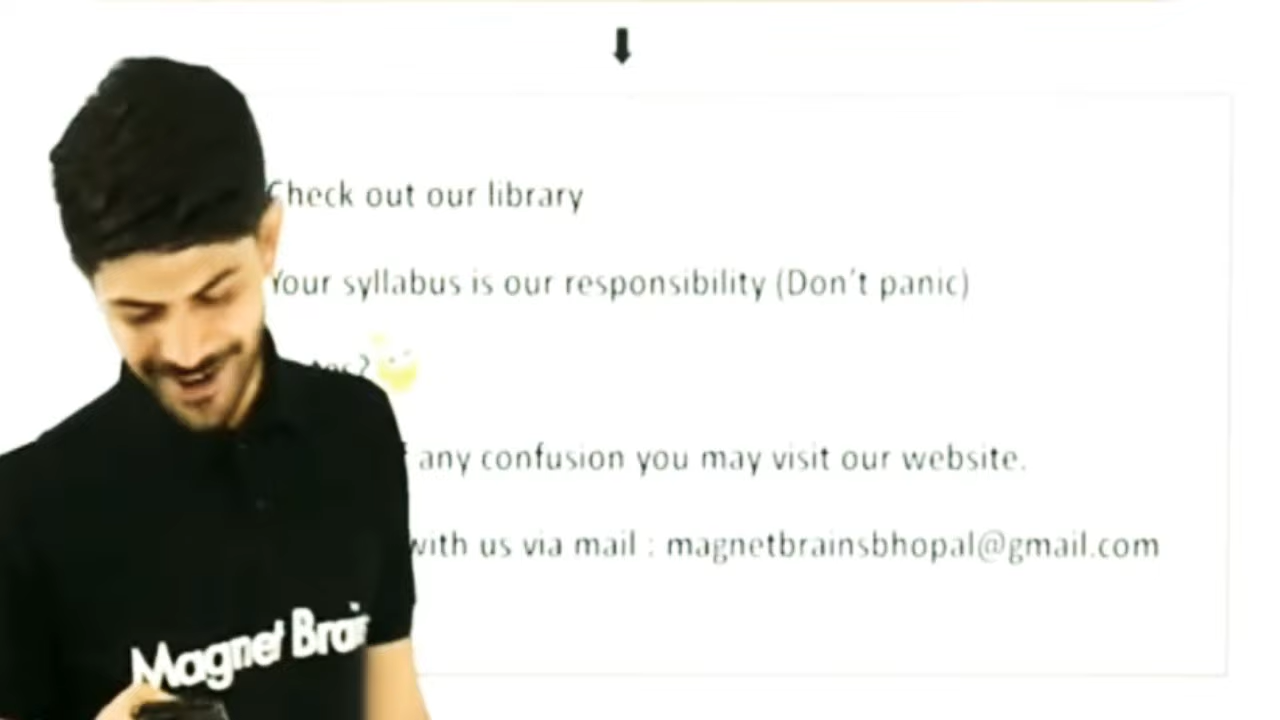 Check out our library
Your syllabus is our responsibility (Don't panic)
any confusion you may visit our website.
with us via mail : magnetbrainsbhopal@gmail.com
Magnet Brai